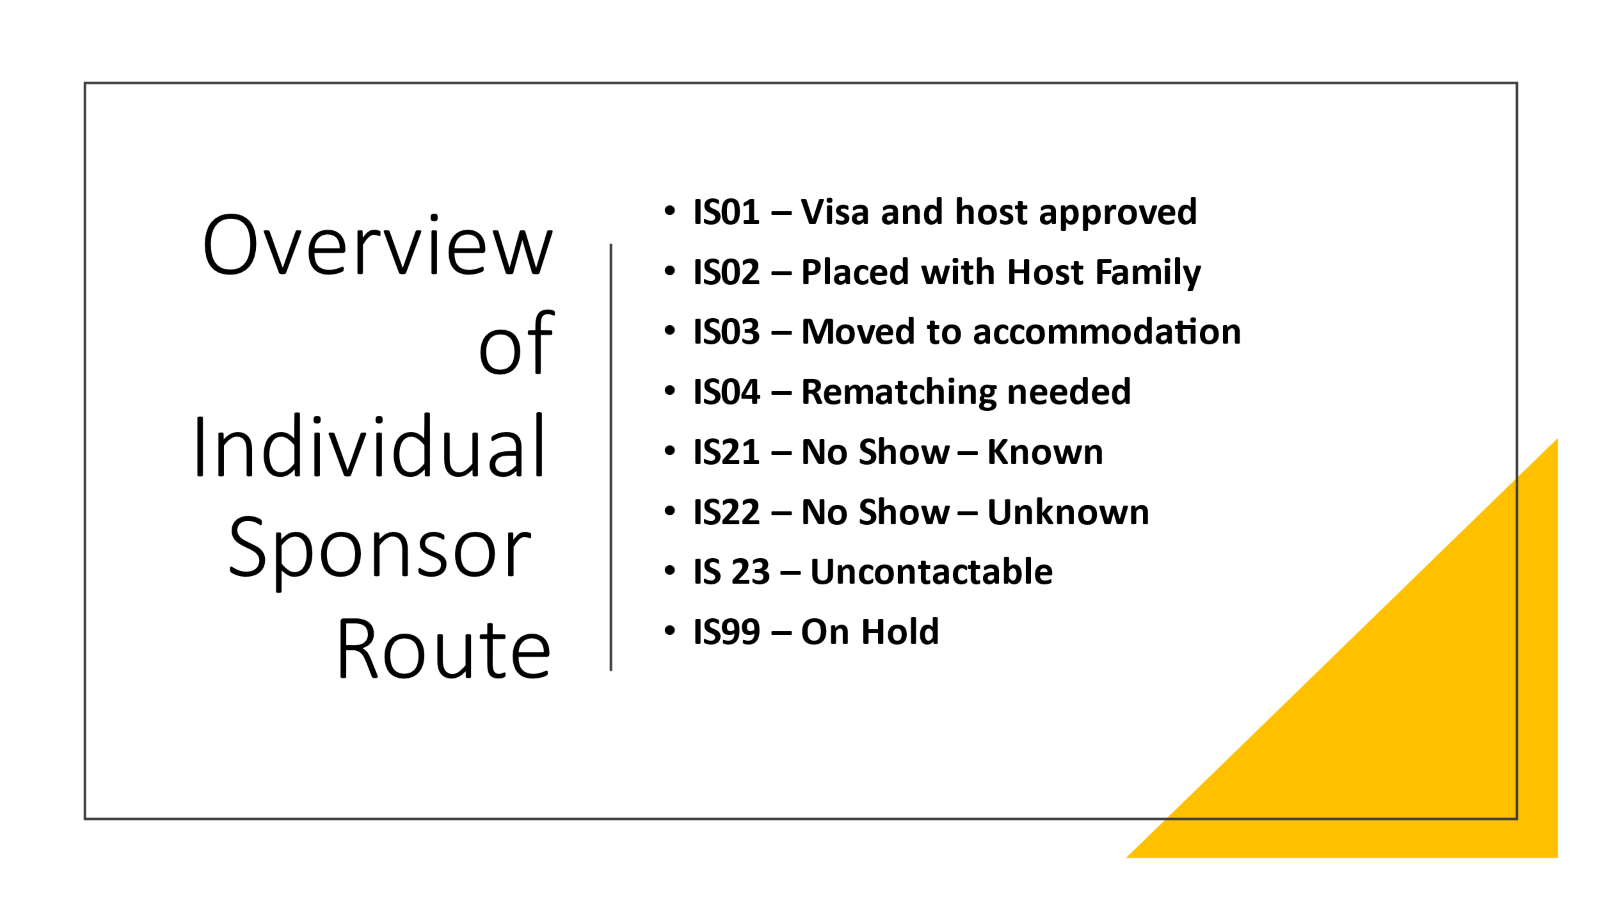 Overview
of
Individual
Sponsor
Route
• IS01 – Visa and host approved
• IS02 – Placed with Host Family
• IS03 – Moved to accommodation
• IS04 – Rematching needed
• IS21 – No Show – Known
• IS22 – No Show – Unknown
• IS 23 – Uncontactable
• IS99 – On Hold